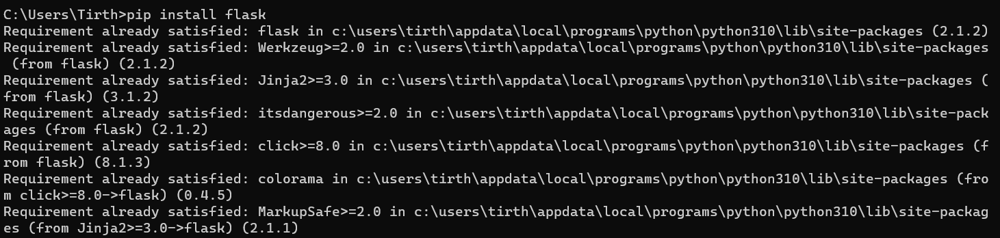 C:\Users\Tirth>pip install flask
Requirement already satisfied: flask in c:\users\tirth\appdata\local\programs\python\python310\lib\site-packages (2.1.2)
Requirement already satisfied: Werkzeug>=2.0 in c:\users\tirth\appdata\local\programs\python\python310\lib\site-packages
 (from flask) (2.1.2)
Requirement already satisfied: Jinja2>=3.0 in c:\users\tirth\appdata\local\programs\python\python310\lib\site-packages (
from flask) (3.1.2)
Requirement already satisfied: itsdangerous>=2.0 in c:\users\tirth\appdata\local\programs\python\python310\lib\site-pack
ages (from flask) (2.1.2)
Requirement already satisfied: click>=8.0 in c:\users\tirth\appdata\local\programs\python\python310\lib\site-packages (f
rom flask) (8.1.3)
Requirement already satisfied: colorama in c:\users\tirth\appdata\local\programs\python\python310\lib\site-packages (fro
m click>=8.0->flask) (0.4.5)
Requirement already satisfied: MarkupSafe>=2.0 in c:\users\tirth\appdata\local\programs\python\python310\lib\site-packag
es (from Jinja2>=3.0->flask) (2.1.1)